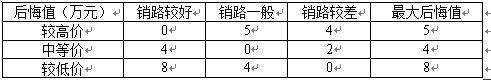 后悔值（万元） 销路较好 销路一般 销路较差 最大后悔值
较高价 0 5 4 5
中等价 4 0 2 4
较低价 8 4 0 8